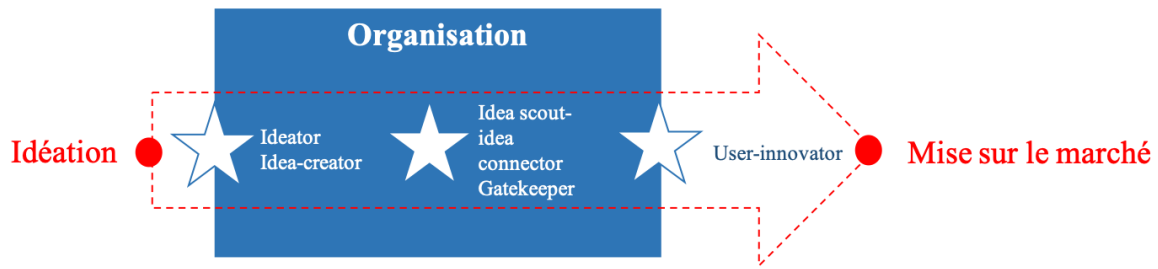 Organisation
Idéation
Ideator
Idea-creator
Idea scout-
idea
connector
Gatekeeper
User-innovator
Mise sur le marché